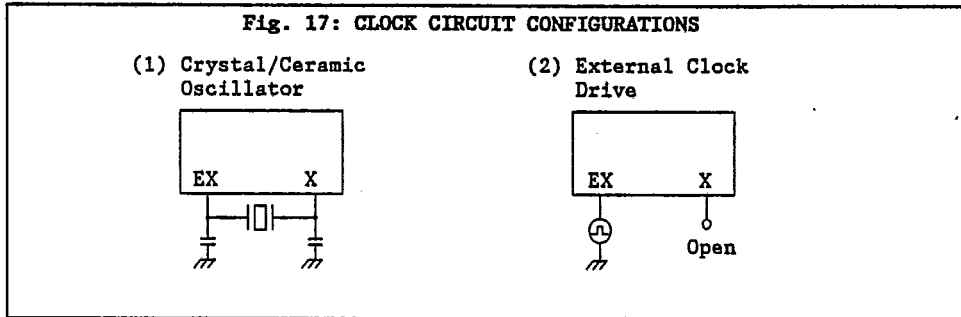 Fig. 17: CLOCK CIRCUIT CONFIGURATIONS
(1) Crystal/Ceramic
Oscillator
EX X
(2) External Clock
Drive
EX X
Open